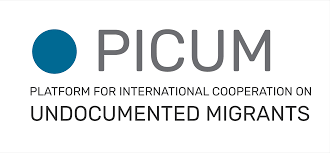 PICUM
PLATFORM FOR INTERNATIONAL COOPERATION ON
UNDOCUMENTED MIGRANTS